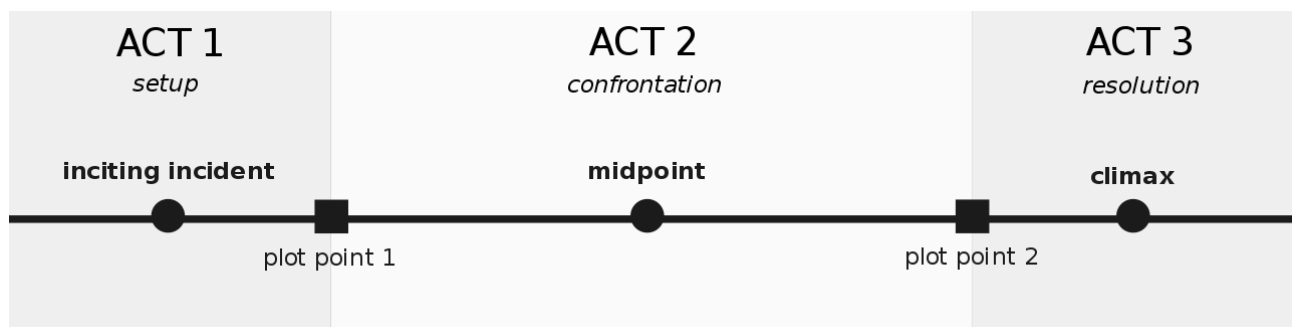 ACT 1
setup
ACT 2
confrontation
ACT 3
resolution
inciting incident
midpoint
climax
plot point 1
plot point 2